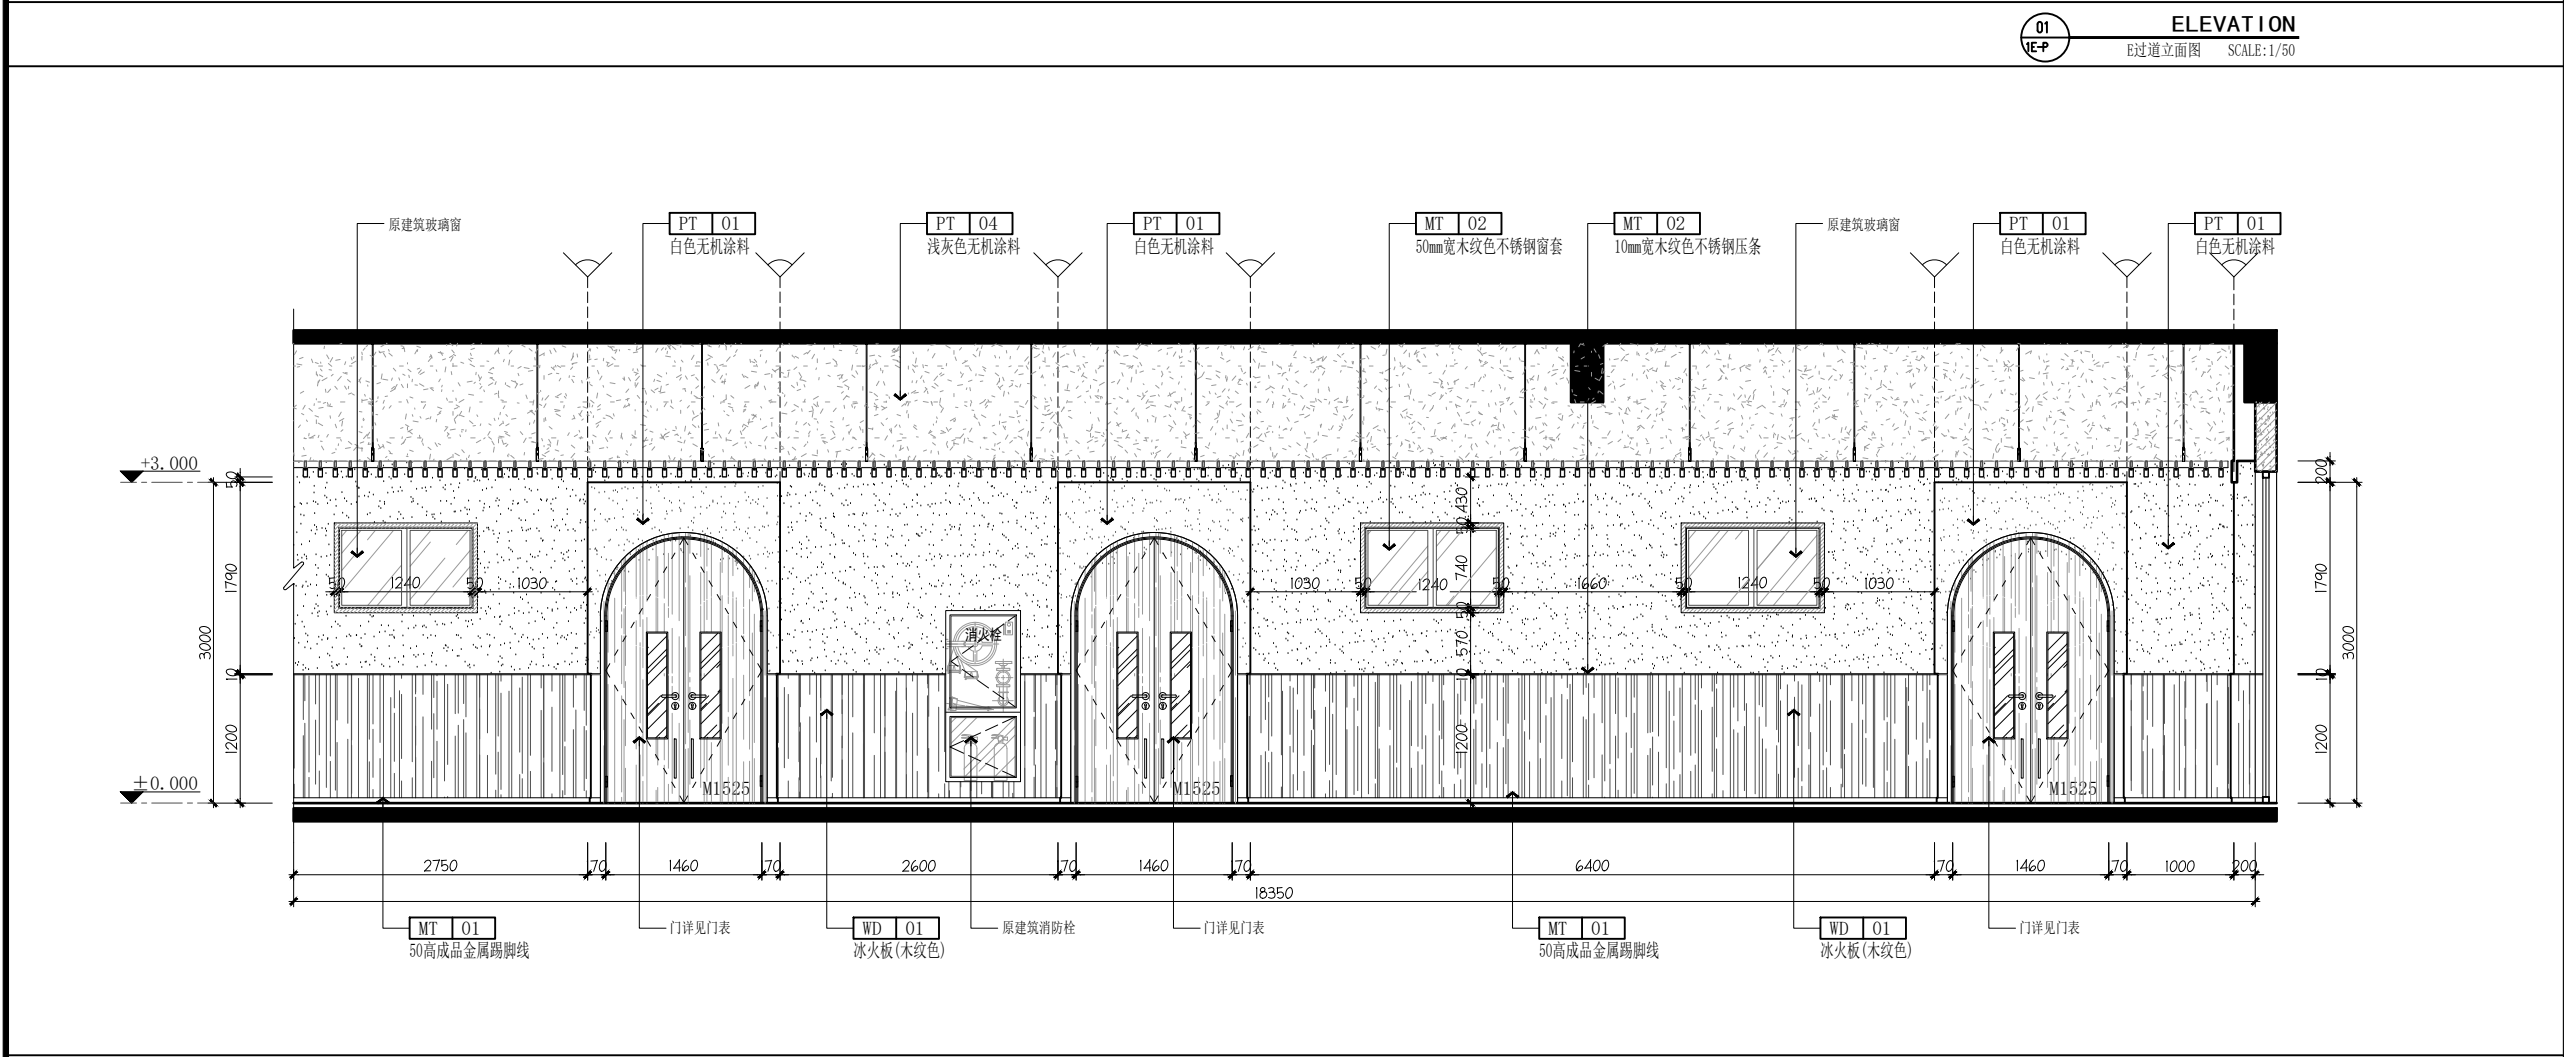 01
ELEVATION
1E-P
E过道立面图 SCALE:1/50
原建筑玻璃窗
PT 01
白色无机涂料
PT 04
浅灰色无机涂料
PT 01
白色无机涂料
MT 02
50mm宽木纹色不锈钢窗套
MT 02
10mm宽木纹色不锈钢压条
原建筑玻璃窗
PT 01
白色无机涂料
PT 01
白色无机涂料
+3.000
±0.000
50
1790
10
1200
3000
50 1240 50 1030
消火栓
430
50
740
50
570
10
1200
1030 50 1240 50 1660 50 1240 50 1030
M1525
M1525
M1525
200
1790
10
1200
3000
2750 70 1460 70 2600 70 1460 70 6400 70 1460 70 1000 200
18350
MT 01
50高成品金属踢脚线
门详见门表
WD 01
冰火板(木纹色)
原建筑消防栓
门详见门表
MT 01
50高成品金属踢脚线
WD 01
冰火板(木纹色)
门详见门表